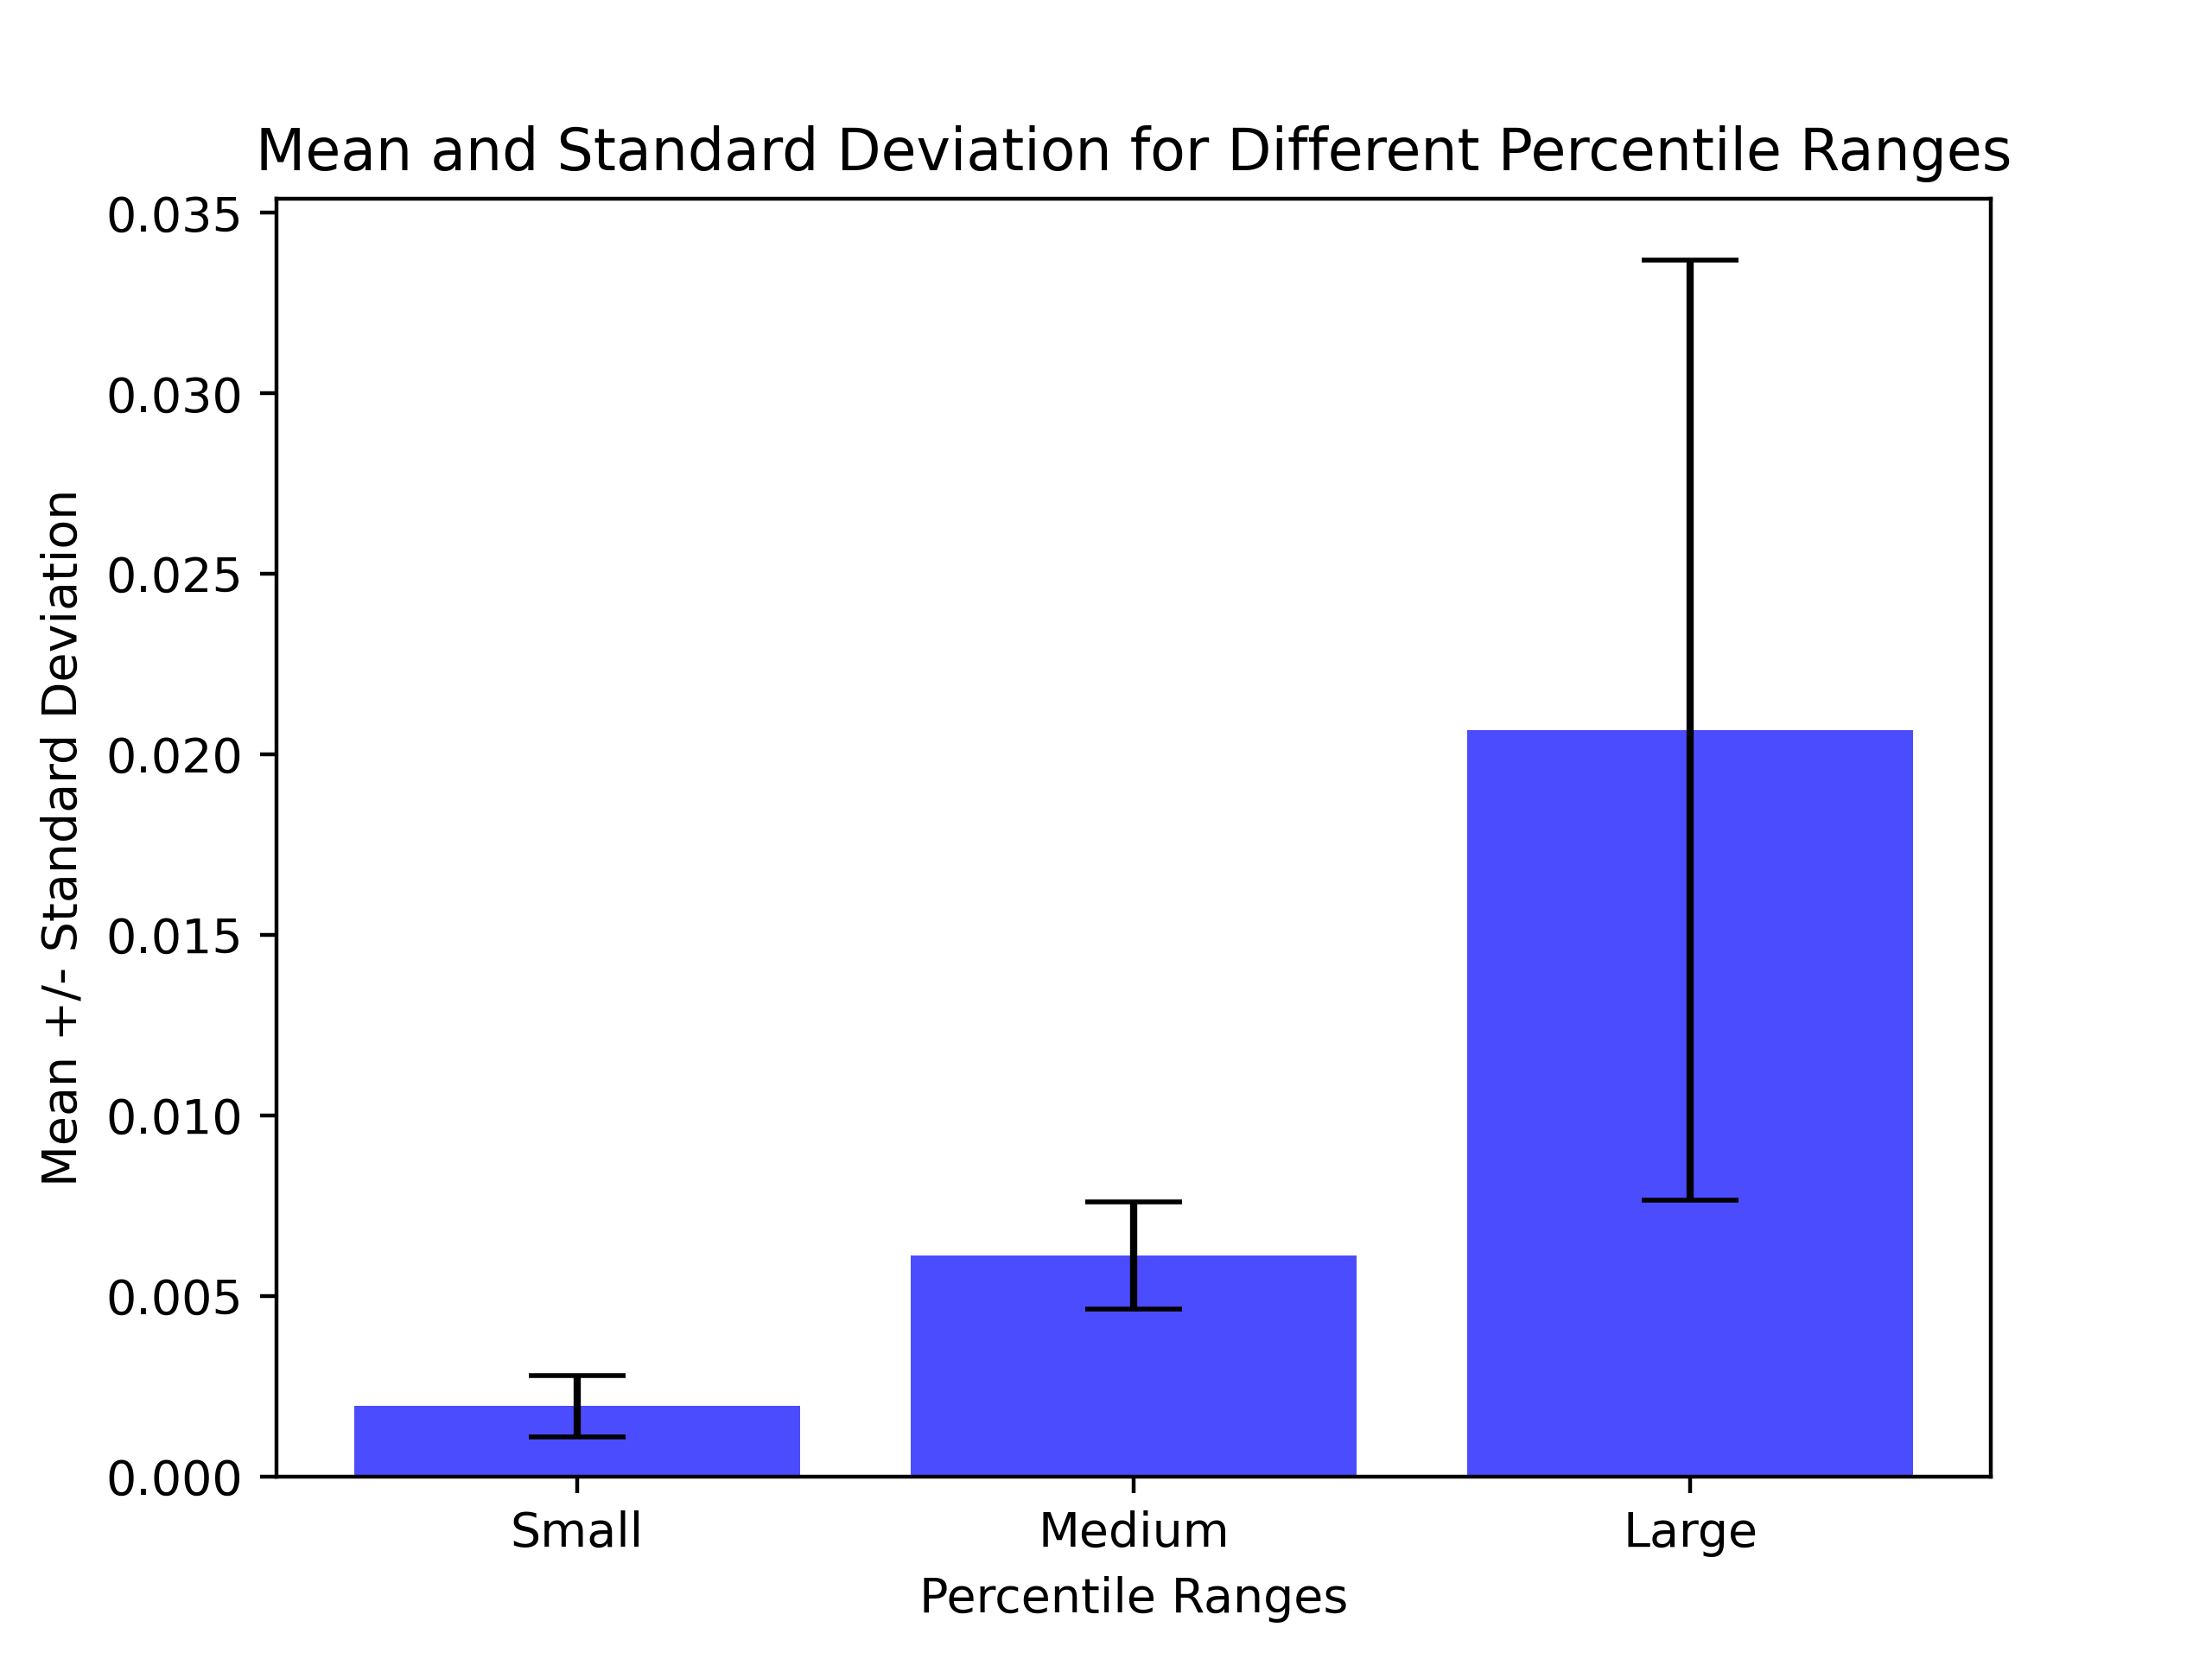 Mean and Standard Deviation for Different Percentile Ranges
Mean +/- Standard Deviation
0.035
0.030
0.025
0.020
0.015
0.010
0.005
0.000
Small Medium Large
Percentile Ranges